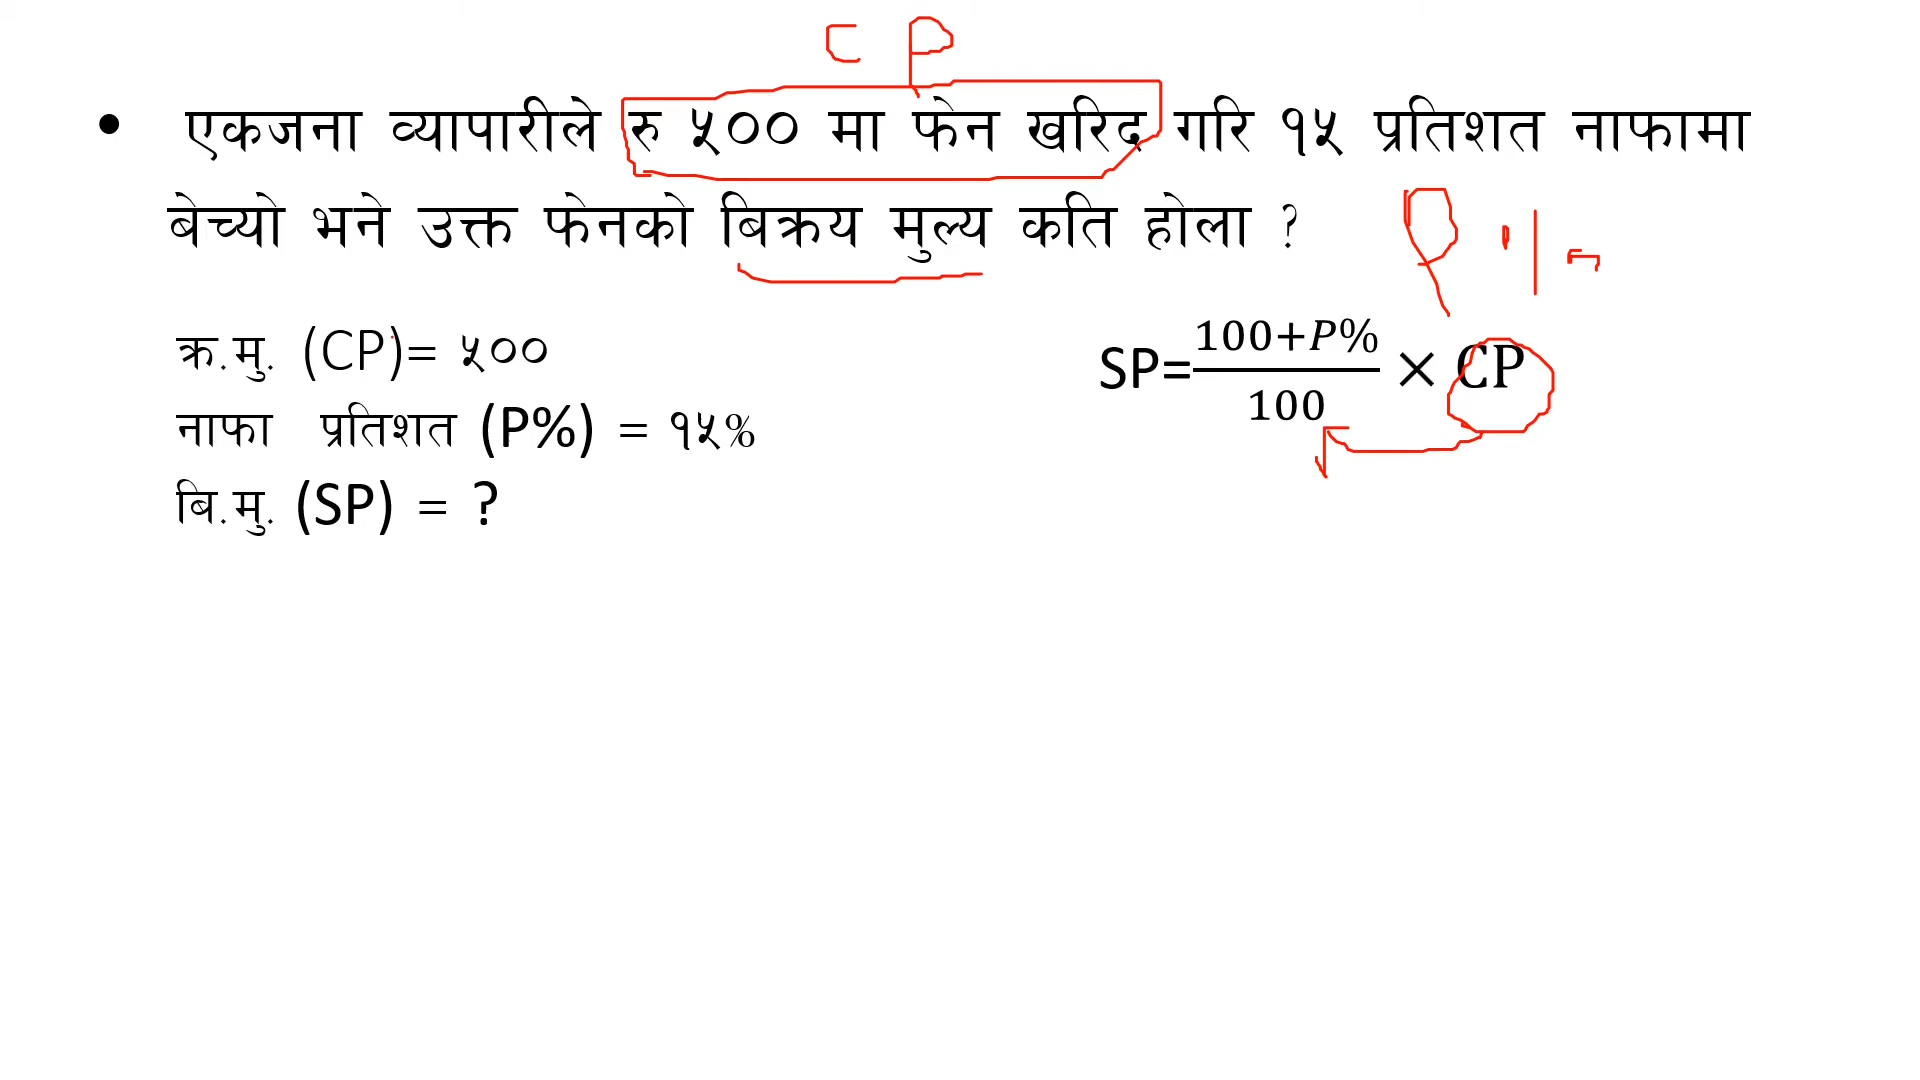 C P
• एकजना व्यापारीले रु ५०० मा फेन खरिद गरि १५ प्रतिशत नाफामा
बेच्यो भने उक्त फेनको बिक्रय मुल्य कति होला ?
P %
क्र.मु. (CP)= ५००
नाफा प्रतिशत (P%) = १५%
बि.मु. (SP) = ?
SP=\frac{100+P%}{100} × CP